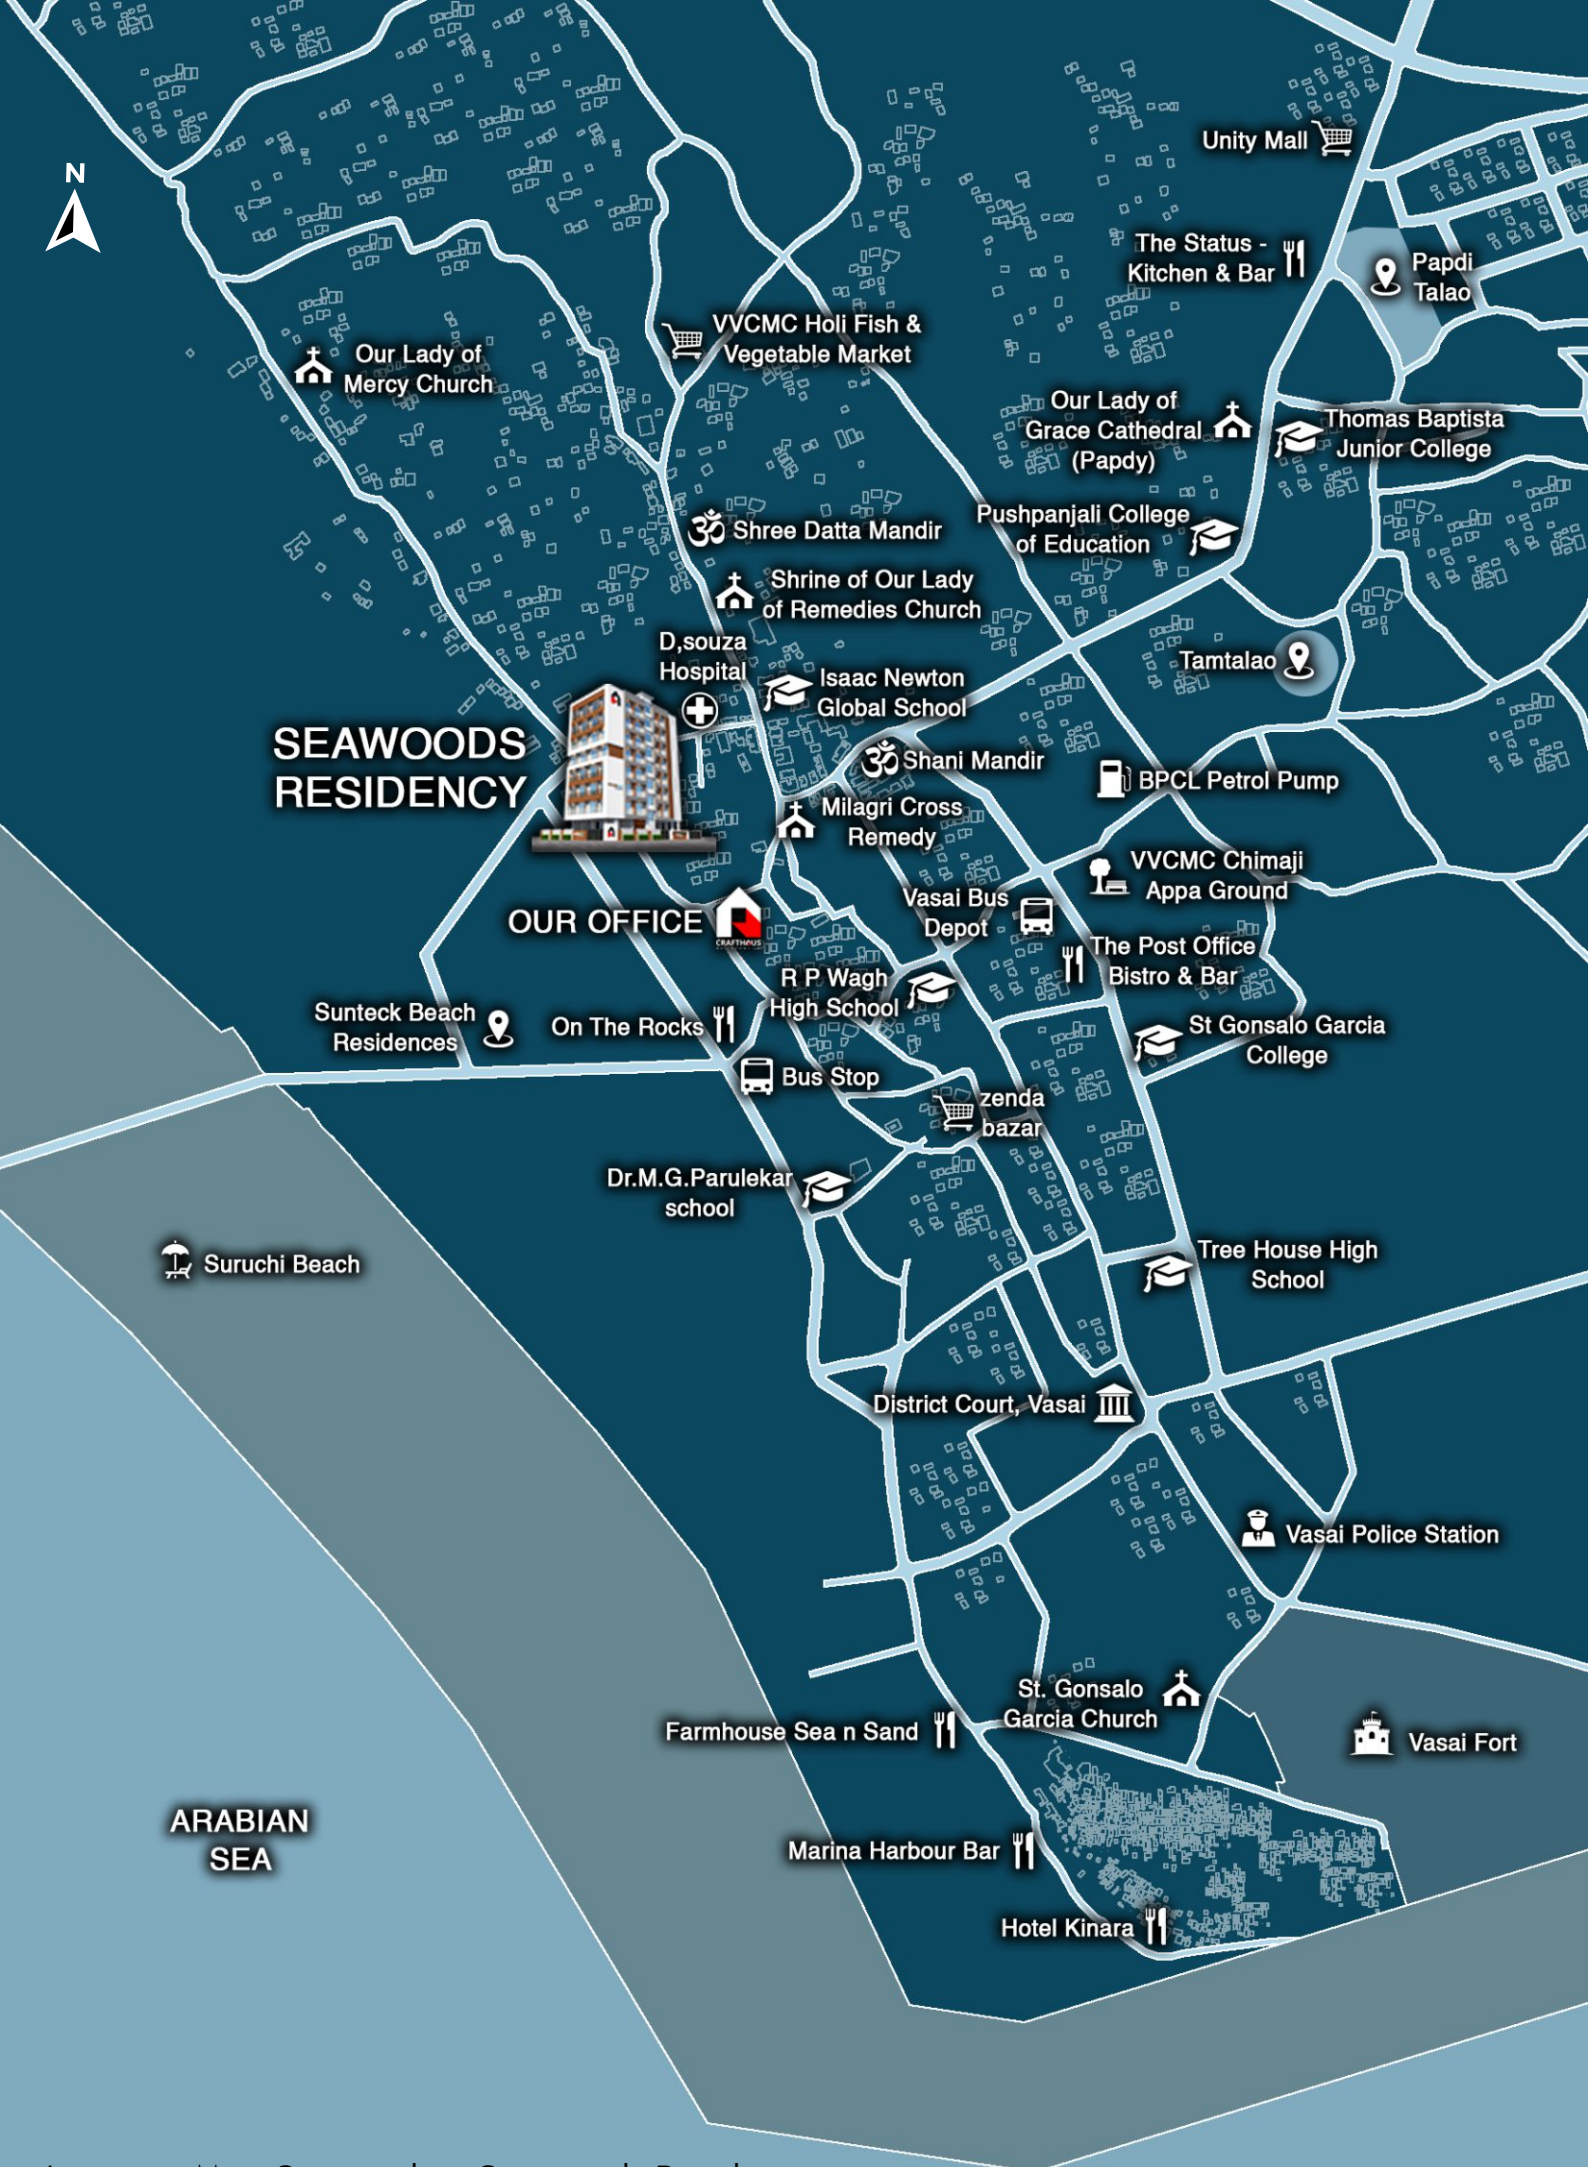 Unity Mall
N
The Status -
Kitchen & Bar
Papdi
Talao
VVCMC Holi Fish &
Vegetable Market
Our Lady of
Mercy Church
Our Lady of
Grace Cathedral
(Papdy)
Thomas Baptista
Junior College
Shree Datta Mandir
Pushpanjali College
of Education
Shrine of Our Lady
of Remedies Church
D,souza
Hospital
Tamtalao
Isaac Newton
Global School
SEAWOODS
RESIDENCY
Shani Mandir
BPCL Petrol Pump
Milagri Cross
Remedy
VVCMC Chimaji
Appa Ground
Vasai Bus
Depot
OUR OFFICE
CRAFTHAUS
The Post Office
Bistro & Bar
R P Wagh
High School
Sunteck Beach
Residences
On The Rocks
St Gonsalo Garcia
College
Bus Stop
zenda
bazar
Dr.M.G.Parulekar
school
Suruchi Beach
Tree House High
School
District Court, Vasai
Vasai Police Station
St. Gonsalo
Garcia Church
Farmhouse Sea n Sand
Vasai Fort
ARABIAN
SEA
Marina Harbour Bar
Hotel Kinara